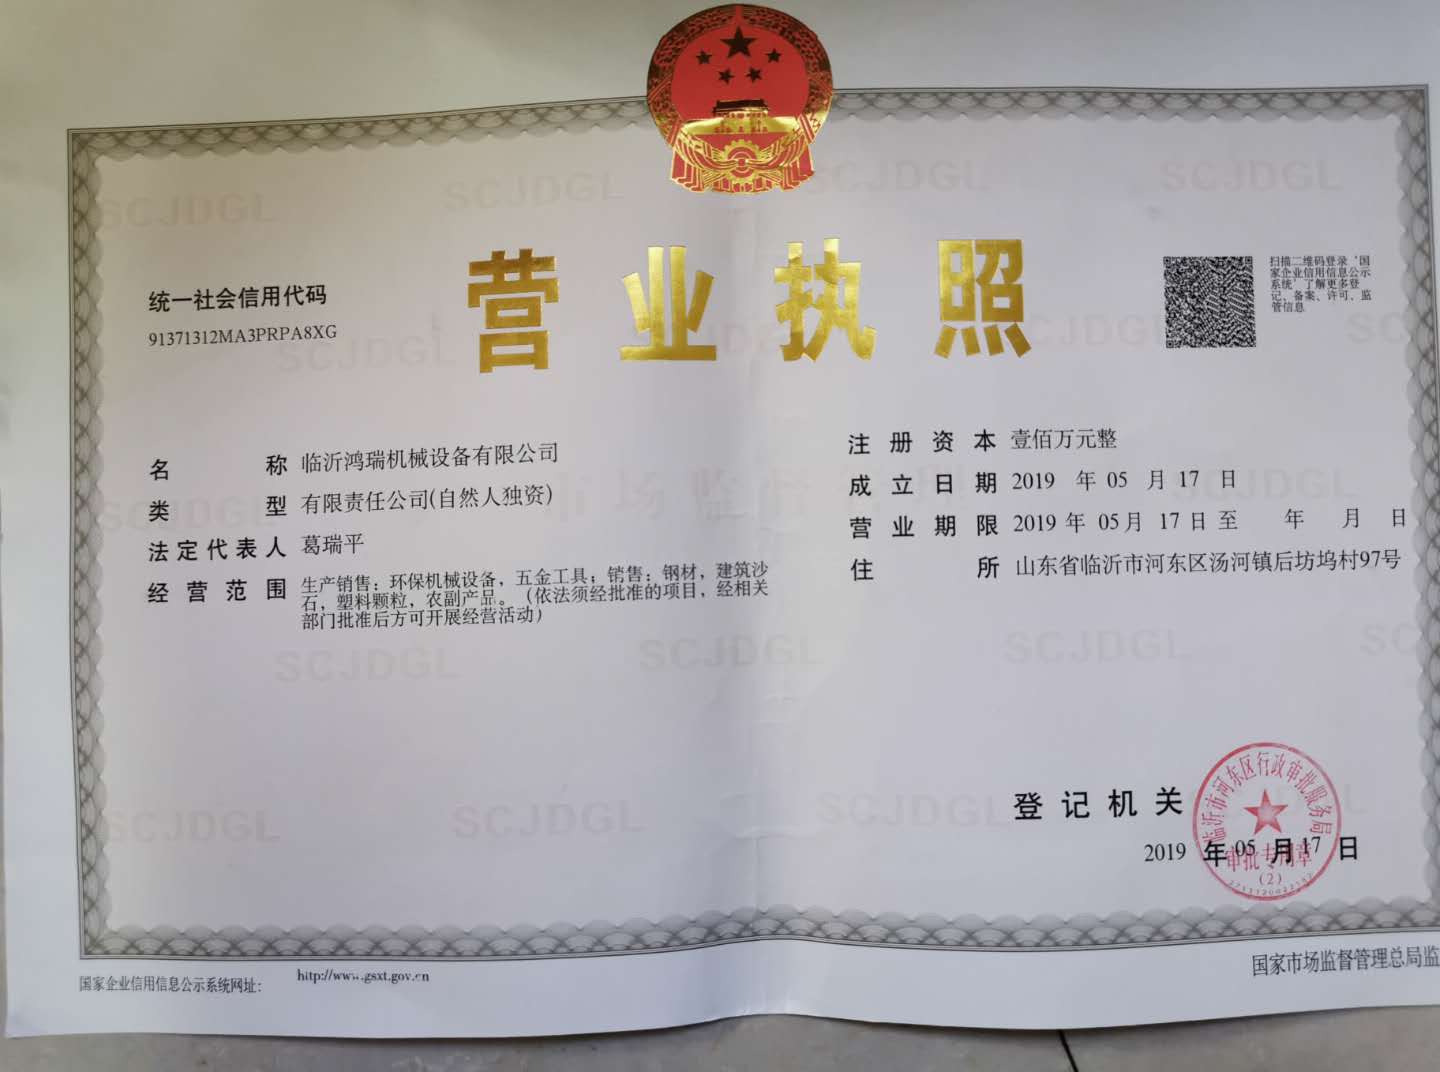 营业执照
统一社会信用代码
91371312MA3PRPA8XG
扫描二维码登录'国
家企业信用信息公示
系统'了解更多登
记、备案、许可、监
管信息
名称 临沂鸿瑞机械设备有限公司
类型 有限责任公司(自然人独资)
法定代表人 葛瑞平
经营范围 生产销售:环保机械设备,五金工具;销售:钢材,建筑沙
石,塑料颗粒,农副产品。(依法须经批准的项目,经相关
部门批准后方可开展经营活动)
注册资本 壹佰万元整
成立日期 2019 年 05 月 17 日
营业期限 2019 年 05月 17 日 至 年 月 日
住所 山东省临沂市河东区汤河镇后坊坞村97号
登记机关
2019 年 05 月 17 日
临沂市河东区行政审批服务局
审批专用章
(2)
国家企业信用信息公示系统网址: http://www.gsxt.gov.cn
国家市场监督管理总局监
SCJDGL
市场监督管理